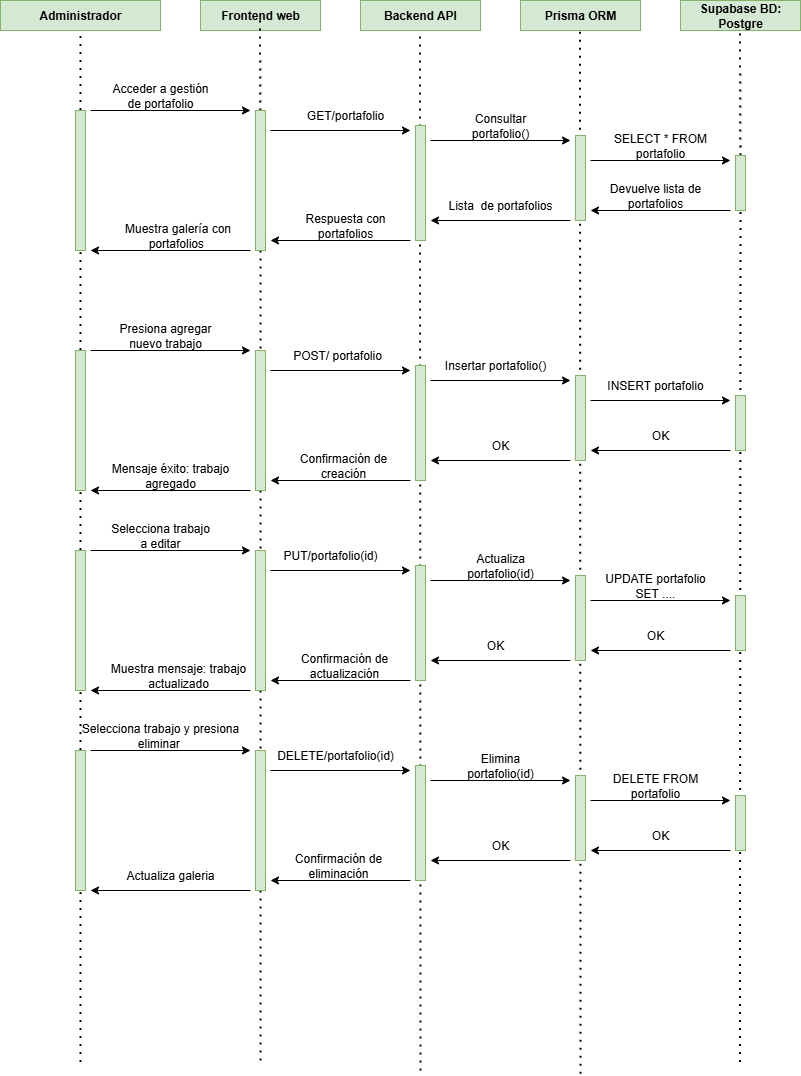 Administrador
Frontend web
Backend API
Prisma ORM
Supabase BD:
Postgre
Acceder a gestión
de portafolio
GET/portafolio
Consultar
portafolio()
SELECT * FROM
portafolio
Devuelve lista de
portafolios
Lista  de portafolios
Respuesta con
portafolios
Muestra galería con
portafolios
Presiona agregar
nuevo trabajo
POST/ portafolio
Insertar portafolio()
INSERT portafolio
OK
OK
Confirmación de
creación
Mensaje éxito: trabajo
agregado
Selecciona trabajo
a editar
PUT/portafolio(id)
Actualiza
portafolio(id)
UPDATE portafolio
SET ....
OK
OK
Confirmación de
actualización
Muestra mensaje: trabajo
actualizado
Selecciona trabajo y presiona
eliminar
DELETE/portafolio(id)
Elimina
portafolio(id)
DELETE FROM
portafolio
OK
OK
Confirmación de
eliminación
Actualiza galeria